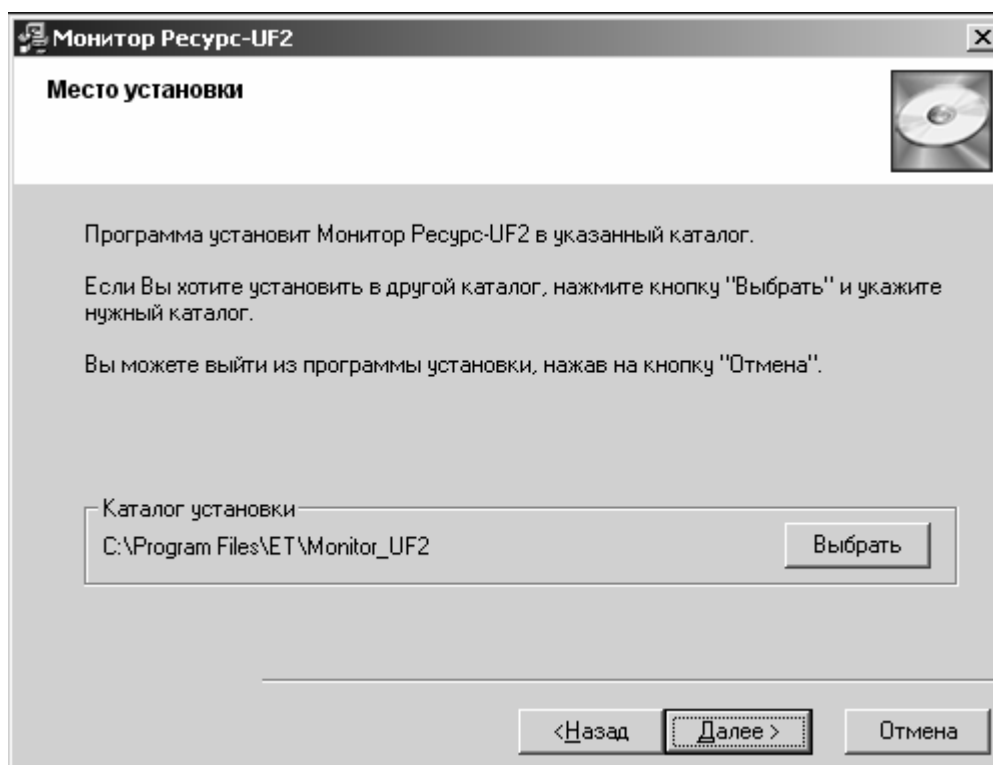 Монитор Ресурс-UF2
Место установки
Программа установит Монитор Ресурс-UF2 в указанный каталог.
Если Вы хотите установить в другой каталог, нажмите кнопку "Выбрать" и укажите
нужный каталог.
Вы можете выйти из программы установки, нажав на кнопку "Отмена".
Каталог установки
C:\Program Files\ET\Monitor_UF2
Выбрать
<Назад
Далее >
Отмена